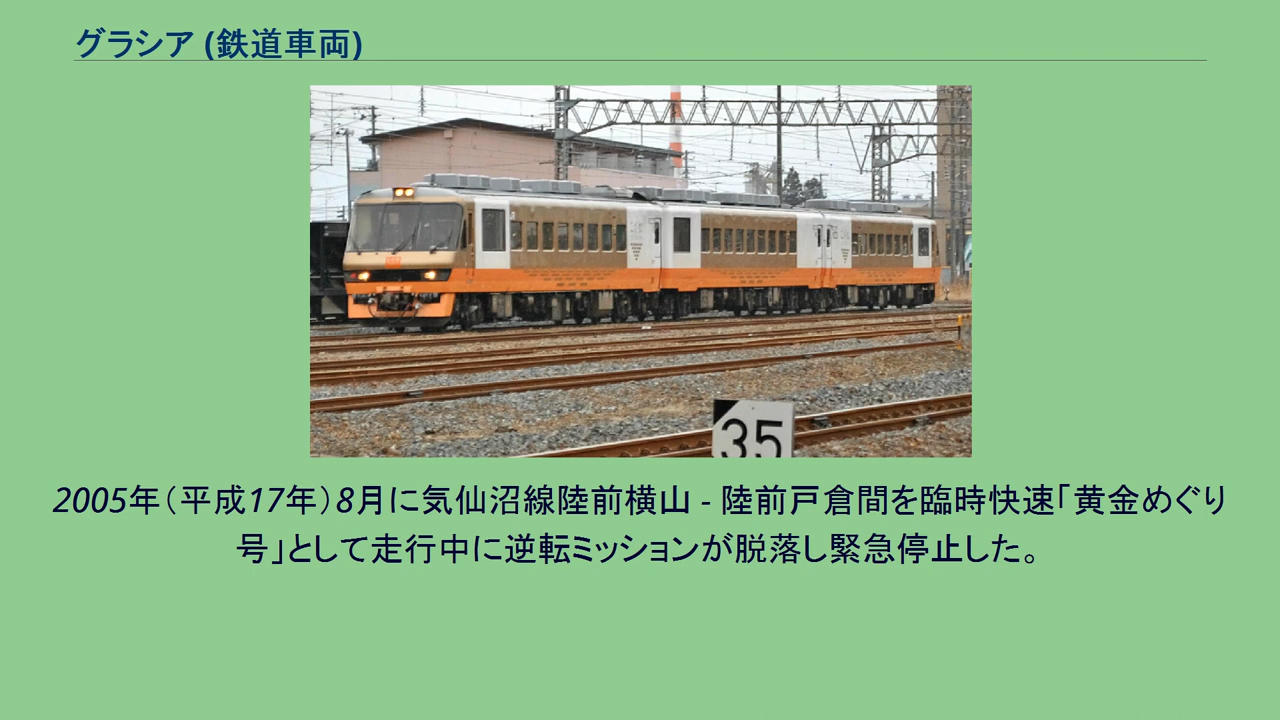 グラシア (鉄道車両)
35
2005年（平成17年）8月に気仙沼線陸前横山 - 陸前戸倉間を臨時快速「黄金めぐり
号」として走行中に逆転ミッションが脱落し緊急停止した。